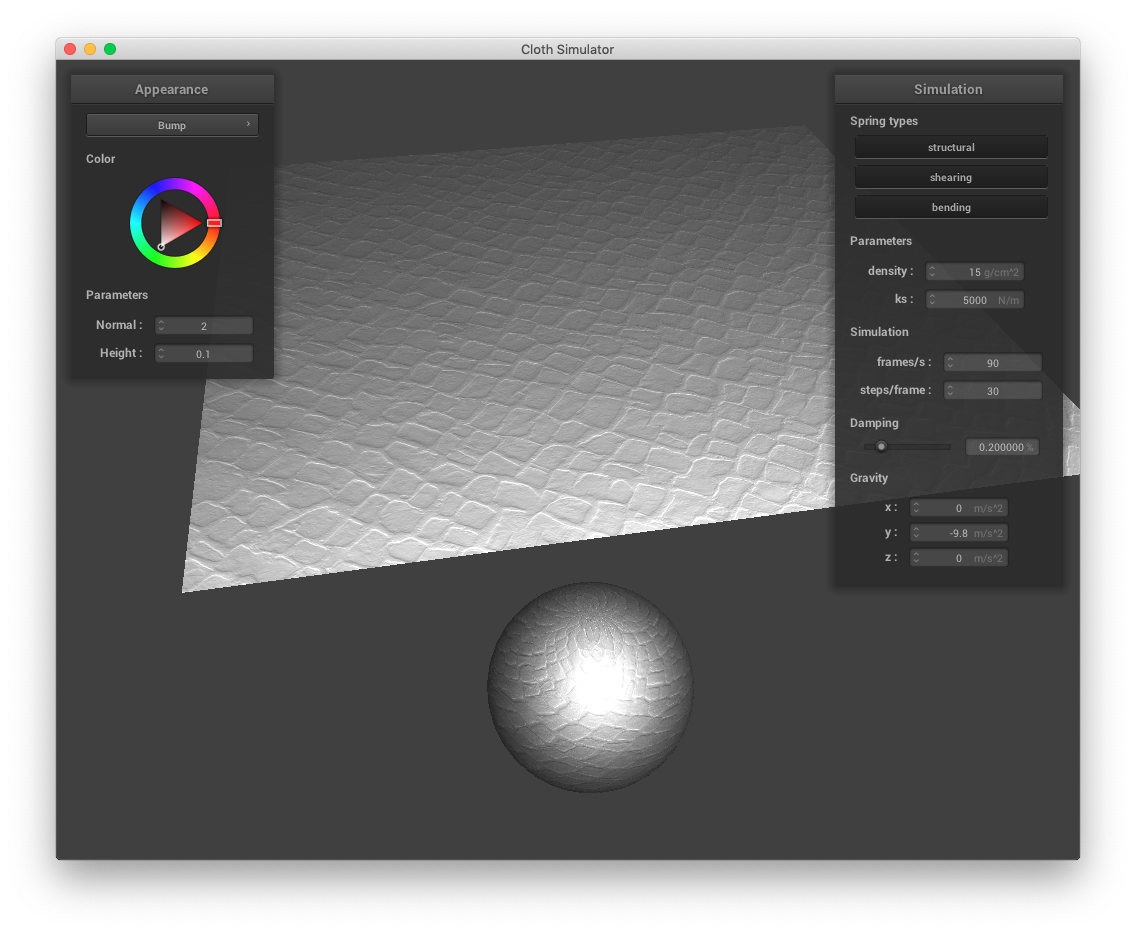 Cloth Simulator
Appearance
Bump
Color
Parameters
Normal : 2
Height : 0.1
Simulation
Spring types
structural
shearing
bending
Parameters
density : 15 g/cm^2
ks : 5000 N/m
Simulation
frames/s : 90
steps/frame : 30
Damping
0.200000 %
Gravity
x : 0 m/s^2
y : -9.8 m/s^2
z : 0 m/s^2